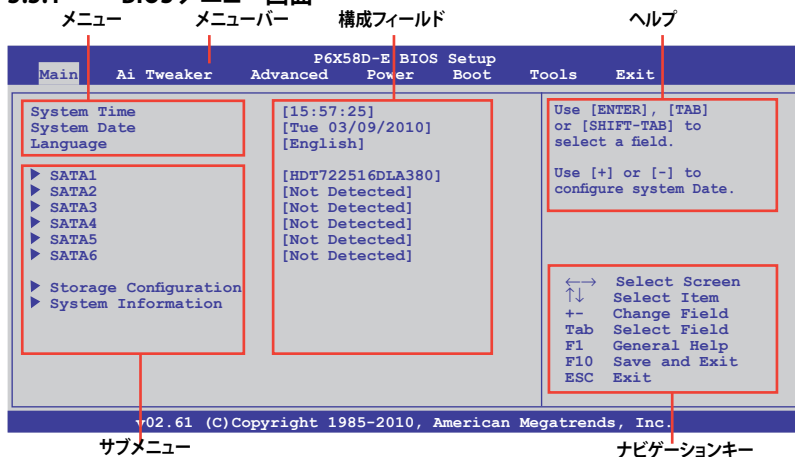 メニュー メニューバー 構成フィールド ヘルプ
P6X58D-E BIOS Setup
Main Ai Tweaker Advanced Power Boot Tools Exit
System Time [15:57:25]
System Date [Tue 03/09/2010]
Language [English]
SATA1 [HDT722516DLA380]
SATA2 [Not Detected]
SATA3 [Not Detected]
SATA4 [Not Detected]
SATA5 [Not Detected]
SATA6 [Not Detected]
Storage Configuration
System Information
Use [ENTER], [TAB]
or [SHIFT-TAB] to
select a field.
Use [+] or [-] to
configure system Date.
←→ Select Screen
↑↓ Select Item
+- Change Field
Tab Select Field
F1 General Help
F10 Save and Exit
ESC Exit
v02.61 (C)Copyright 1985-2010, American Megatrends, Inc.
サブメニュー ナビゲーションキー